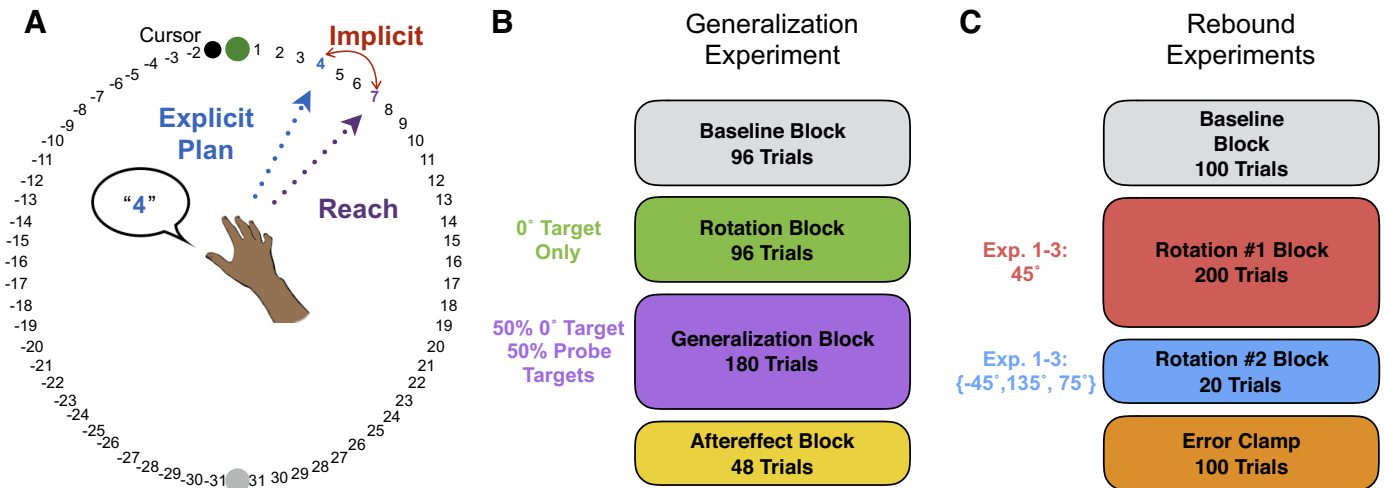 A
Cursor
Implicit
-31 -30 -29 -28 -27 -26 -25 -24 -23 -22 -21 -20 -19 -18 -17 -16 -15 -14 -13 -12 -11 -10 -9 -8 -7 -6 -5 -4 -3 -2
1 2 3 4 5 6 7 8 9 10 11 12 13 14 15 16 17 18 19 20 21 22 23 24 25 26 27 28 29 30 31
Explicit
Plan
"4"
Reach
B
Generalization
Experiment
Baseline Block
96 Trials
0° Target
Only
Rotation Block
96 Trials
50% 0° Target
50% Probe
Targets
Generalization Block
180 Trials
Aftereffect Block
48 Trials
C
Rebound
Experiments
Baseline
Block
100 Trials
Exp. 1-3:
45°
Rotation #1 Block
200 Trials
Exp. 1-3:
{-45°,135°, 75°}
Rotation #2 Block
20 Trials
Error Clamp
100 Trials